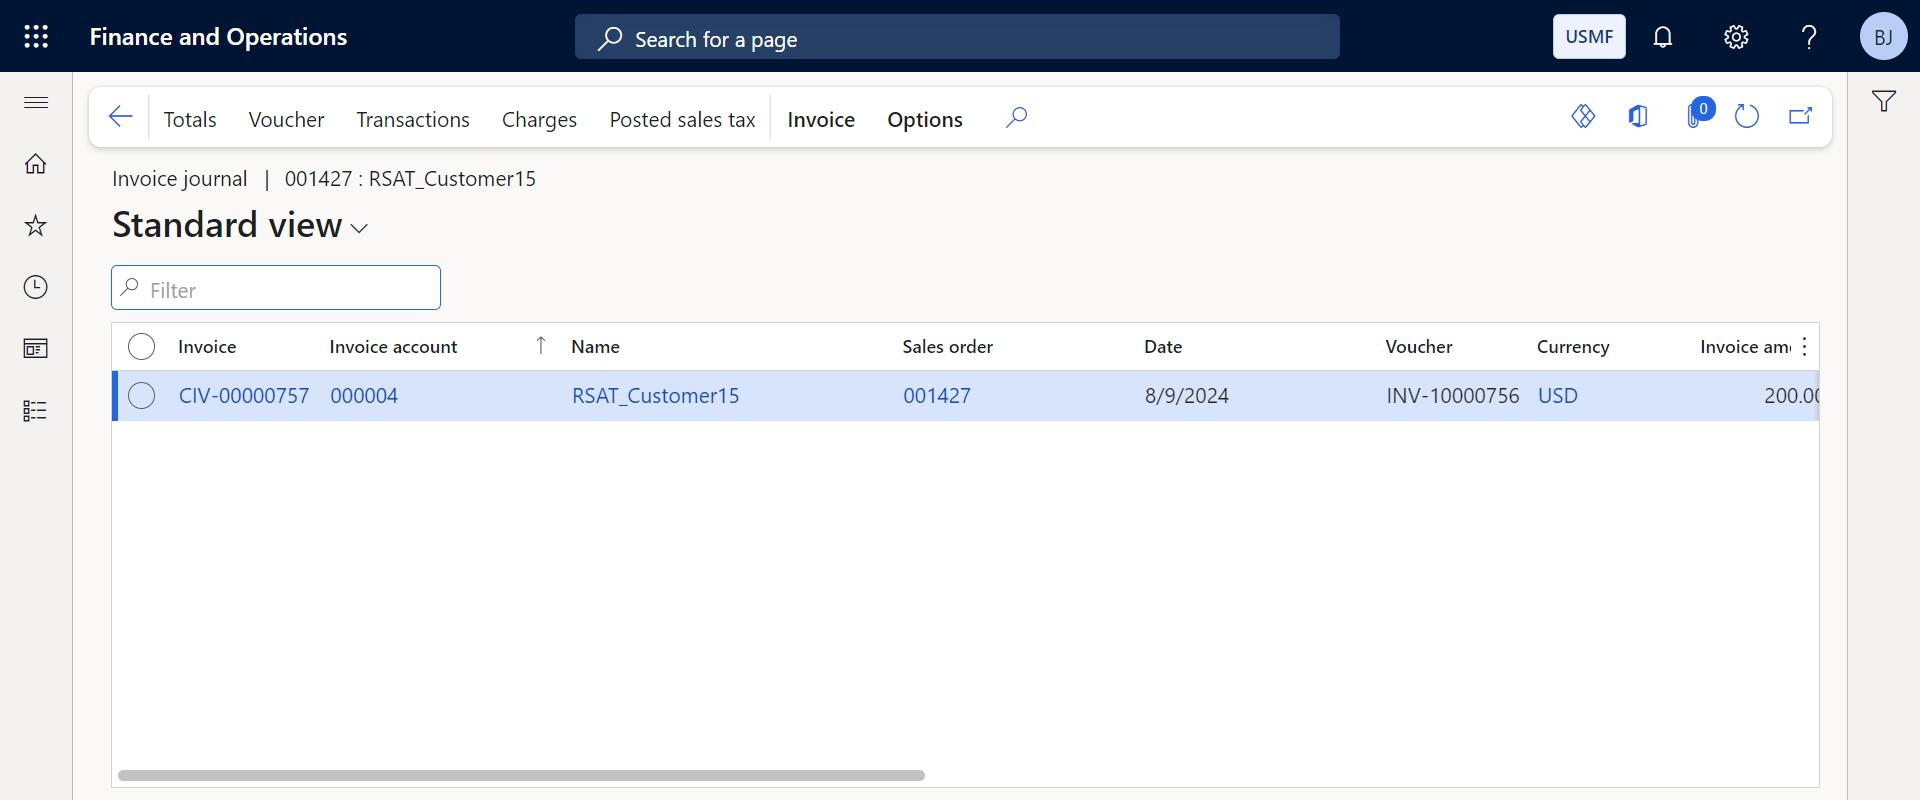 Finance and Operations
Search for a page
USMF
BJ
Totals Voucher Transactions Charges Posted sales tax Invoice Options
0
Invoice journal | 001427 : RSAT_Customer15
Standard view
Filter
Invoice Invoice account Name Sales order Date Voucher Currency Invoice am
CIV-00000757 000004 RSAT_Customer15 001427 8/9/2024 INV-10000756 USD 200.0